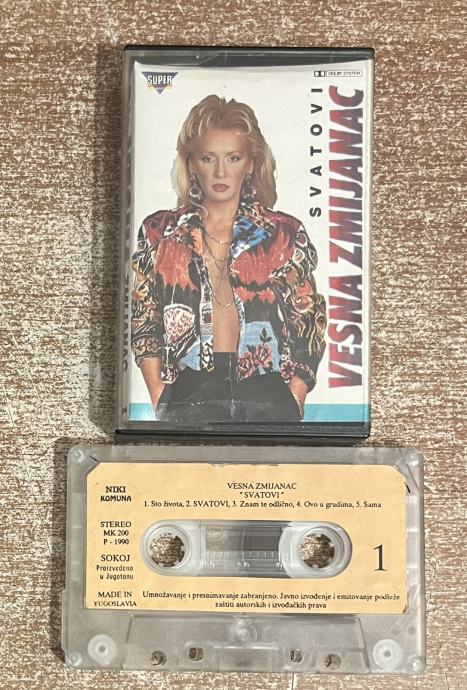 SUPER
DOLBY SYSTEM
SVATOVI
VESNA ZMIJANAC
NIKI
KOMUNA
VESNA ZMIJANAC
"SVATOVI"
1. Sto života, 2. SVATOVI, 3. Znam te odlično, 4. Ovo u grudima, 5. Sama
STEREO
MK 200
P - 1990
SOKOJ
Proizvedeno
u Jugotonu
1
MADE IN
YUGOSLAVIA
Umnožavanje i presnimavanje zabranjeno. Javno izvođenje i emitovanje podleže
zaštiti autorskih i izvođačkih prava